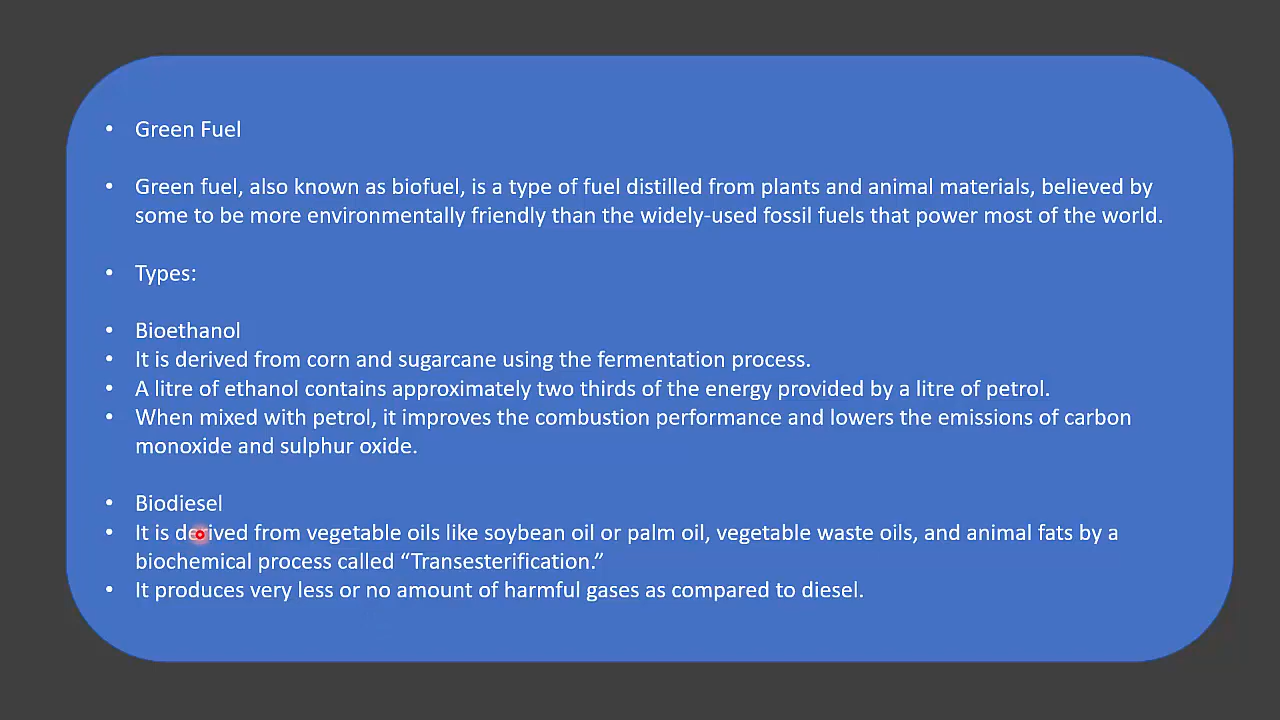 • Green Fuel
• Green fuel, also known as biofuel, is a type of fuel distilled from plants and animal materials, believed by
some to be more environmentally friendly than the widely-used fossil fuels that power most of the world.
• Types:
• Bioethanol
• It is derived from corn and sugarcane using the fermentation process.
• A litre of ethanol contains approximately two thirds of the energy provided by a litre of petrol.
• When mixed with petrol, it improves the combustion performance and lowers the emissions of carbon
monoxide and sulphur oxide.
• Biodiesel
• It is derived from vegetable oils like soybean oil or palm oil, vegetable waste oils, and animal fats by a
biochemical process called “Transesterification.”
• It produces very less or no amount of harmful gases as compared to diesel.